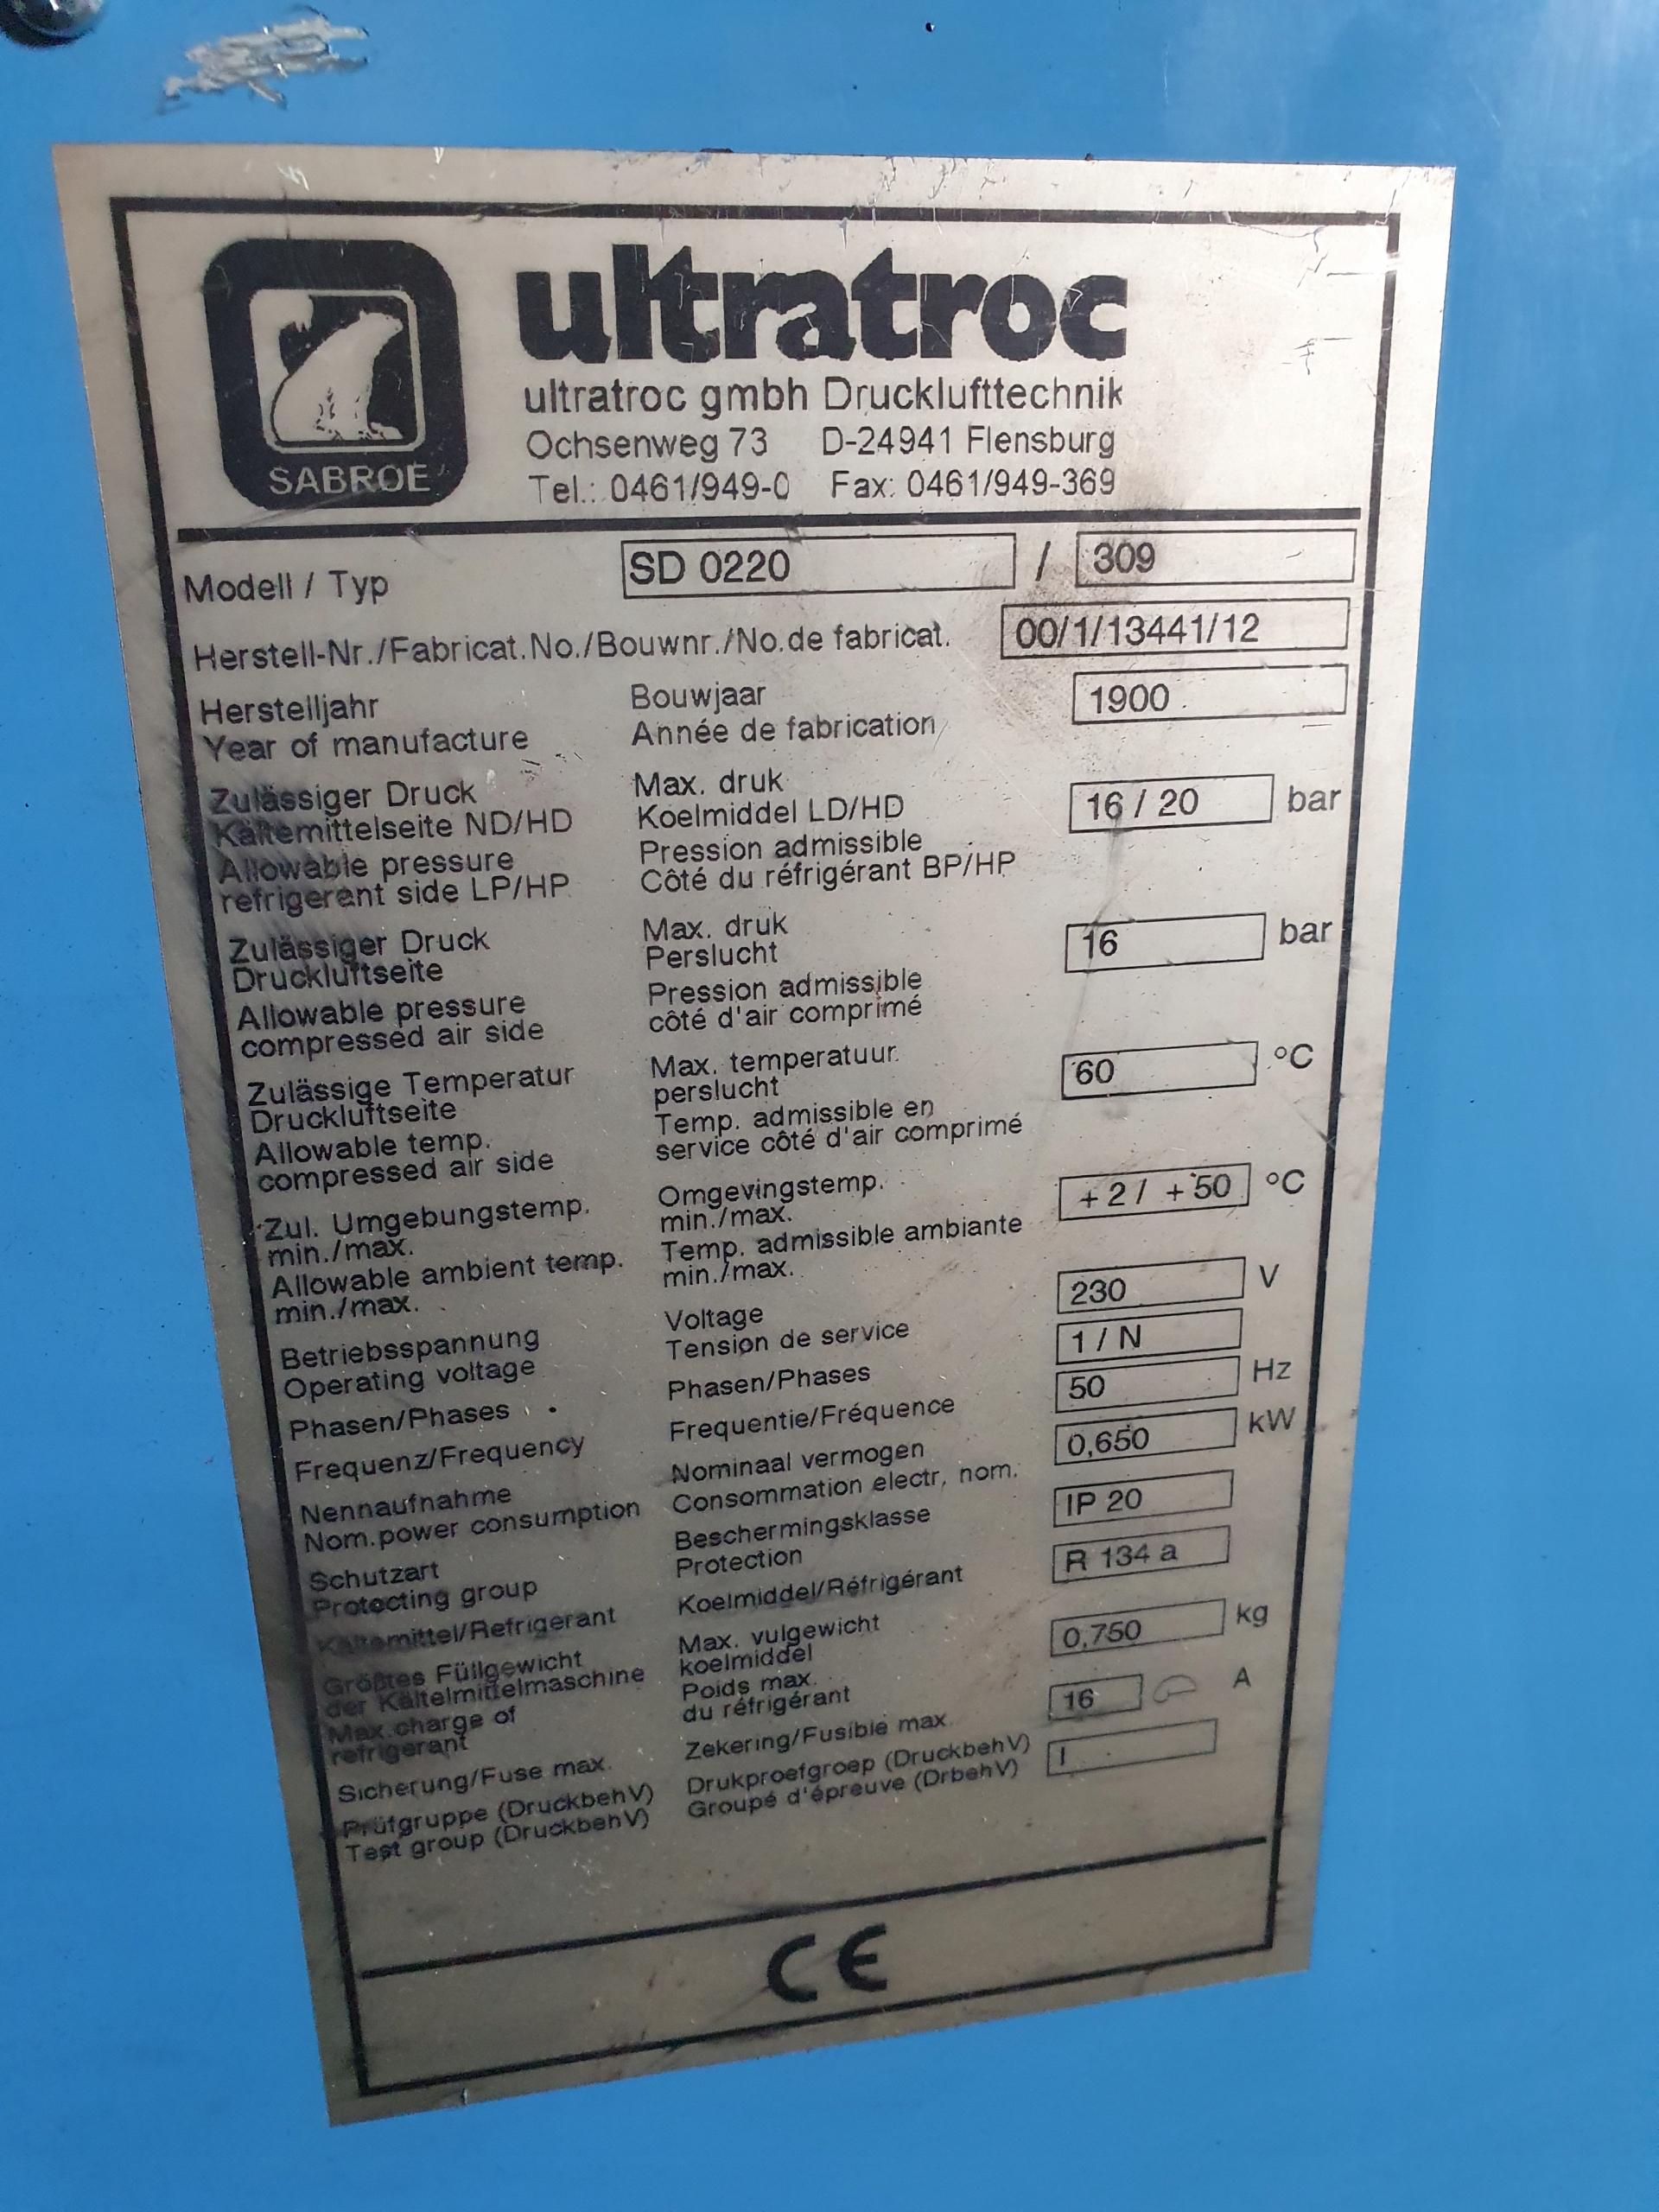 ultratroc
SABROE
ultratroc gmbh Drucklufttechnik
Ochsenweg 73 D-24941 Flensburg
Tel.: 0461/949-0 Fax: 0461/949-369
Modell / Typ SD 0220 / 309
Herstell-Nr./Fabricat.No./Bouwnr./No.de fabricat. 00/1/13441/12
Herstelljahr Bouwjaar 1900
Year of manufacture Année de fabrication
Zulässiger Druck Max. druk 16 / 20 bar
Kältemittelseite ND/HD Koelmiddel LD/HD
Allowable pressure Pression admissible
refrigerent side LP/HP Côté du réfrigérant BP/HP
Zulässiger Druck Max. druk 16 bar
Druckluftseite Perslucht
Allowable pressure Pression admissible
compressed air side côté d'air comprimé
Zulässige Temperatur Max. temperatuur 60 °C
Druckluftseite perslucht
Allowable temp. Temp. admissible en
compressed air side service côté d'air comprimé
Zul. Umgebungstemp. Omgevingstemp. +2 / +50 °C
min./max. min./max.
Allowable ambient temp. Temp. admissible ambiante
min./max. min./max.
Betriebsspannung Voltage 230 V
Operating voltage Tension de service
Phasen/Phases Phasen/Phases 1 / N
Frequenz/Frequency Frequentie/Fréquence 50 Hz
Nennaufnahme Nominaal vermogen 0,650 kW
Nom.power consumption Consommation electr. nom.
Schutzart Beschermingsklasse IP 20
Protecting group Protection
Kältemittel/Refrigerant Koelmiddel/Réfrigérant R 134 a
Größtes Füllgewicht Max. vulgewicht 0,750 kg
der Kältelmittelmaschine koelmiddel
Max.charge of Poids max.
refrigerant du réfrigérant
Sicherung/Fuse max. Zekering/Fusible max. 16 A
Prüfgruppe (DruckbehV) Drukproefgroep (DruckbehV) I
Test group (DruckbehV) Groupé d'épreuve (DrbehV)
CE